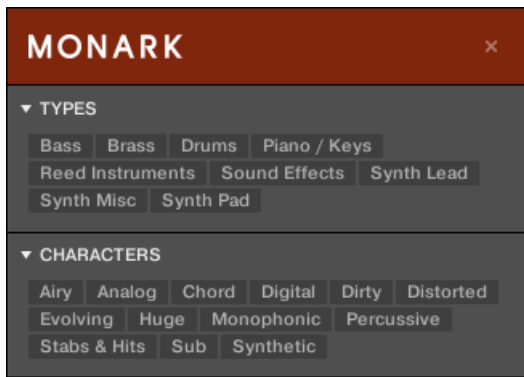 MONARK ×
▼ TYPES
Bass Brass Drums Piano / Keys
Reed Instruments Sound Effects Synth Lead
Synth Misc Synth Pad
▼ CHARACTERS
Airy Analog Chord Digital Dirty Distorted
Evolving Huge Monophonic Percussive
Stabs & Hits Sub Synthetic